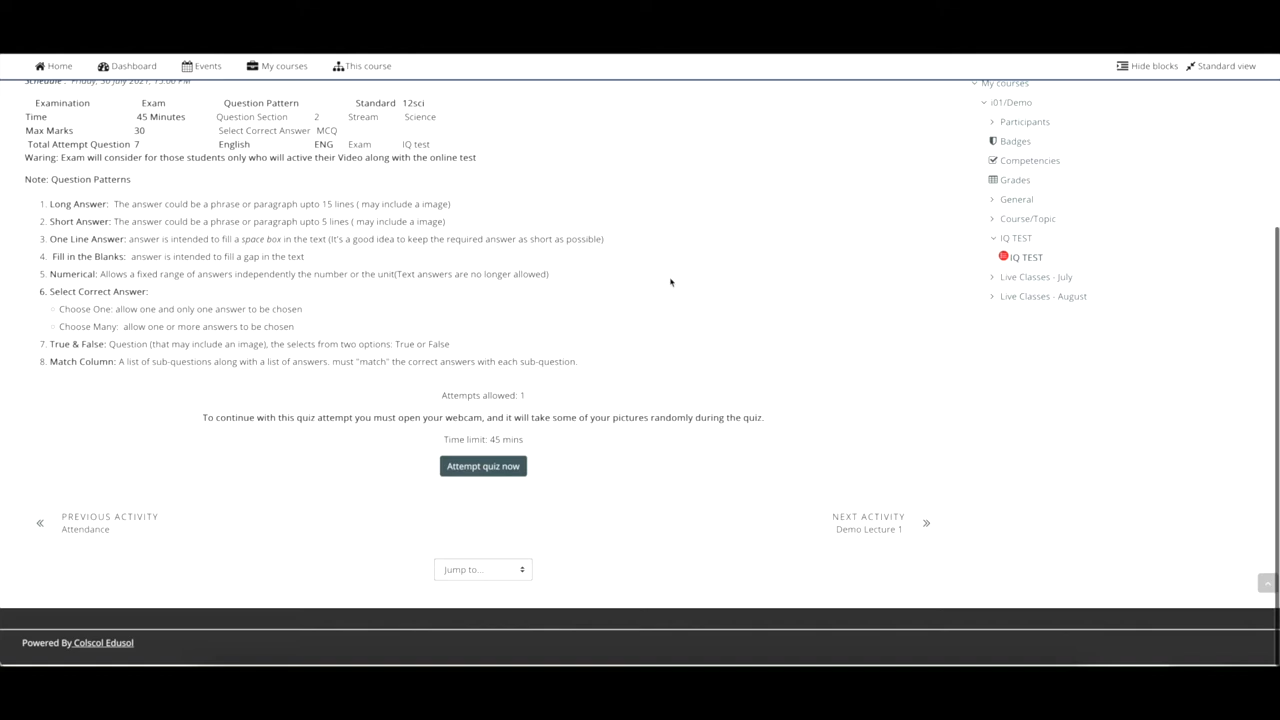 Home Dashboard Events My courses This course Hide blocks Standard view
Schedule : Friday, 30 July 2021, 13:00 PM
Examination Exam Question Pattern Standard 12sci
Time 45 Minutes Question Section 2 Stream Science
Max Marks 30 Select Correct Answer MCQ
Total Attempt Question 7 English ENG Exam IQ test
Waring: Exam will consider for those students only who will active their Video along with the online test
Note: Question Patterns
1. Long Answer: The answer could be a phrase or paragraph upto 15 lines ( may include a image)
2. Short Answer: The answer could be a phrase or paragraph upto 5 lines ( may include a image)
3. One Line Answer: answer is intended to fill a space box in the text (It's a good idea to keep the required answer as short as possible)
4. Fill in the Blanks: answer is intended to fill a gap in the text
5. Numerical: Allows a fixed range of answers independently the number or the unit(Text answers are no longer allowed)
6. Select Correct Answer:
Choose One: allow one and only one answer to be chosen
Choose Many: allow one or more answers to be chosen
7. True & False: Question (that may include an image), the selects from two options: True or False
8. Match Column: A list of sub-questions along with a list of answers. must "match" the correct answers with each sub-question.
Attempts allowed: 1
To continue with this quiz attempt you must open your webcam, and it will take some of your pictures randomly during the quiz.
Time limit: 45 mins
Attempt quiz now
PREVIOUS ACTIVITY
Attendance
NEXT ACTIVITY
Demo Lecture 1
Jump to...
My courses
i01/Demo
Participants
Badges
Competencies
Grades
General
Course/Topic
IQ TEST
IQ TEST
Live Classes - July
Live Classes - August
Powered By Colscol Edusol